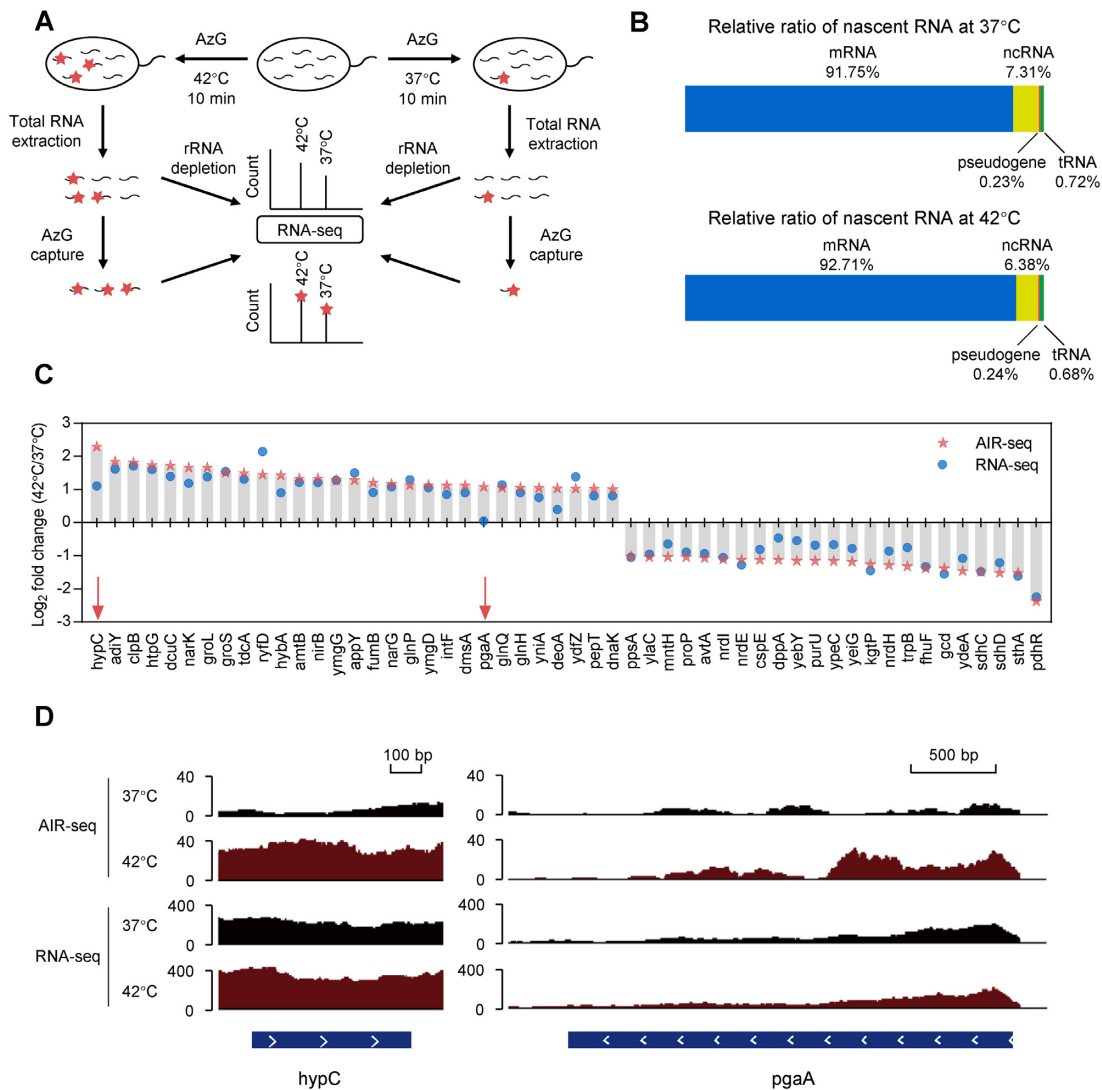 A
AzG
42°C
10 min
AzG
37°C
10 min
Total RNA
extraction
Total RNA
extraction
rRNA
depletion
rRNA
depletion
Count
42°C
37°C
RNA-seq
AzG
capture
AzG
capture
Count
42°C
37°C
B
Relative ratio of nascent RNA at 37°C
mRNA
91.75%
ncRNA
7.31%
pseudogene
0.23%
tRNA
0.72%
Relative ratio of nascent RNA at 42°C
mRNA
92.71%
ncRNA
6.38%
pseudogene
0.24%
tRNA
0.68%
C
Log2 fold change (42°C/37°C)
3
2
1
0
-1
-2
-3
AIR-seq
RNA-seq
hypC
adiY
clpB
htpG
dcuC
narK
groL
groS
tdcA
ryfD
hybA
amtB
nirB
ymgG
appY
fumB
narG
glnP
ymgD
intF
dmsA
pgaA
glnQ
glnH
yniA
deoA
ydfZ
pepT
dnaK
ppsA
ylaC
mntH
proP
avtA
nrdI
nrdE
cspE
dppA
yebY
purU
ypeC
yeiG
kgtP
nrdH
trpB
fhuF
gcd
ydeA
sdhC
sdhD
sthA
pdhR
D
100 bp
500 bp
AIR-seq
37°C
40
0
40
0
42°C
40
0
40
0
RNA-seq
37°C
400
0
400
0
42°C
400
0
400
0
hypC
pgaA